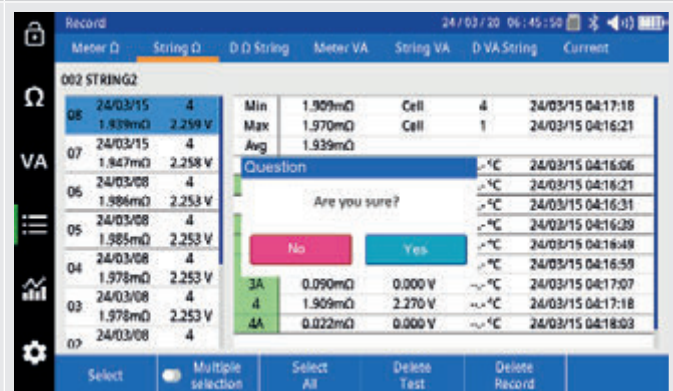 Record 24/03/20 06:45:50
Meter Ω String Ω D Ω String Meter VA String VA D VA String Current
002 STRING2
Ω
VA
08 24/03/15 4
1.939mΩ 2.259 V
07 24/03/15 4
1.947mΩ 2.258 V
06 24/03/08 4
1.986mΩ 2.253 V
05 24/03/08 4
1.985mΩ 2.253 V
04 24/03/08 4
1.978mΩ 2.253 V
03 24/03/08 4
1.978mΩ 2.253 V
02 24/03/08 4
Min 1.909mΩ Cell 4 24/03/15 04:17:18
Max 1.970mΩ Cell 1 24/03/15 04:16:21
Avg 1.939mΩ
Question
Are you sure?
No Yes
-.-°C 24/03/15 04:16:06
-.-°C 24/03/15 04:16:21
-.-°C 24/03/15 04:16:31
-.-°C 24/03/15 04:16:39
-.-°C 24/03/15 04:16:49
-.-°C 24/03/15 04:16:59
3A 0.090mΩ 0.000 V --.-°C 24/03/15 04:17:07
4 1.909mΩ 2.270 V --.-°C 24/03/15 04:17:18
4A 0.022mΩ 0.000 V --.-°C 24/03/15 04:18:03
Select Multiple selection Select All Delete Test Delete Record